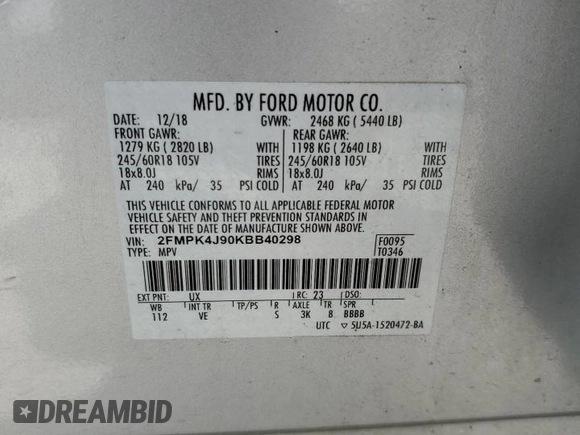 MFD. BY FORD MOTOR CO.
DATE: 12/18 GVWR: 2468 KG ( 5440 LB)
FRONT GAWR: REAR GAWR:
1279 KG ( 2820 LB) WITH 1198 KG ( 2640 LB) WITH
245/60R18 105V TIRES 245/60R18 105V TIRES
18x8.0J RIMS 18x8.0J RIMS
AT 240 kPa/ 35 PSI COLD AT 240 kPa/ 35 PSI COLD
THIS VEHICLE CONFORMS TO ALL APPLICABLE FEDERAL MOTOR
VEHICLE SAFETY AND THEFT PREVENTION STANDARDS IN
EFFECT ON THE DATE OF MANUFACTURE SHOWN ABOVE.
VIN: 2FMPK4J90KBB40298 F0095
TYPE: MPV T0346
EXT PNT: UX RC: 23 DSO:
WB INT TR TP/PS R AXLE TR SPR
112 VE S 3K 8 BBBB
UTC ▽ 5U5A-1520472-BA
DREAMBID